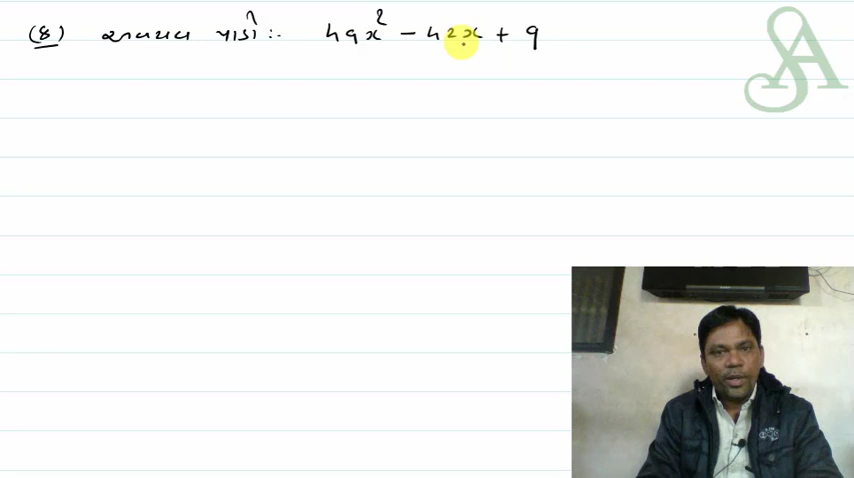 (8) અવયવ પાડો :- 49x² - 42x + 9